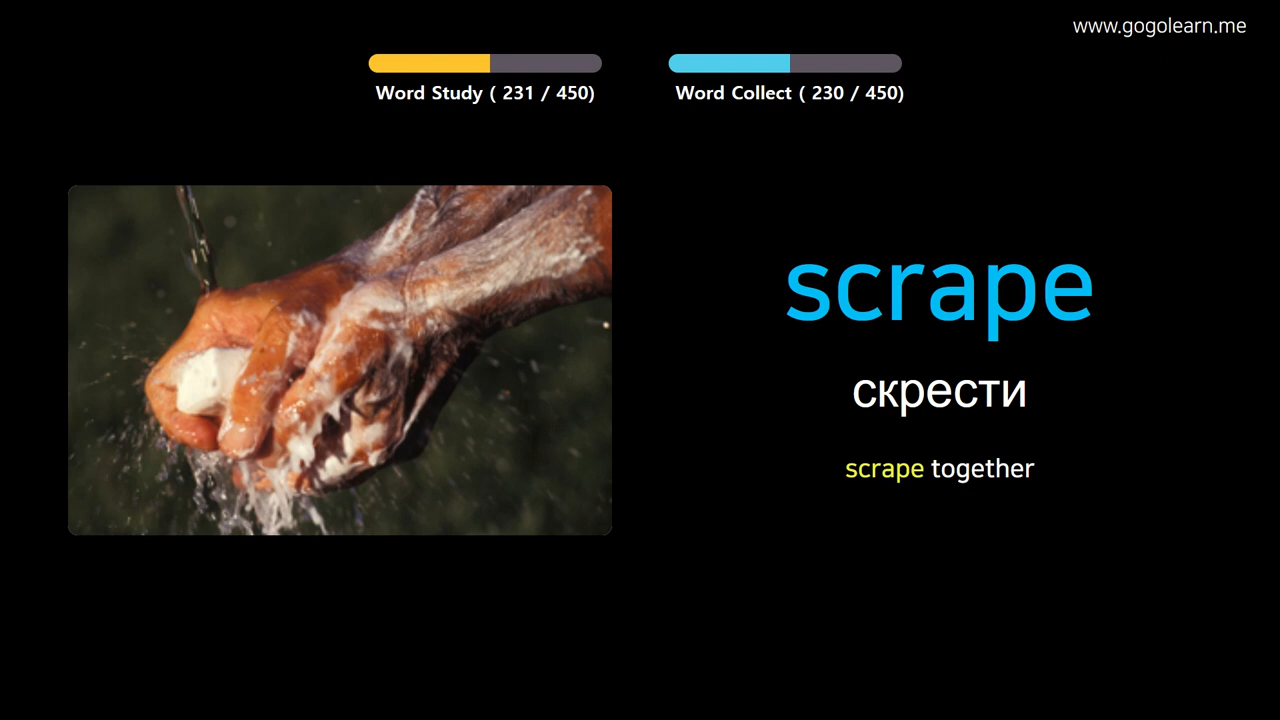 www.gogolearn.me
Word Study ( 231 / 450)
Word Collect ( 230 / 450)
scrape
скрести
scrape together